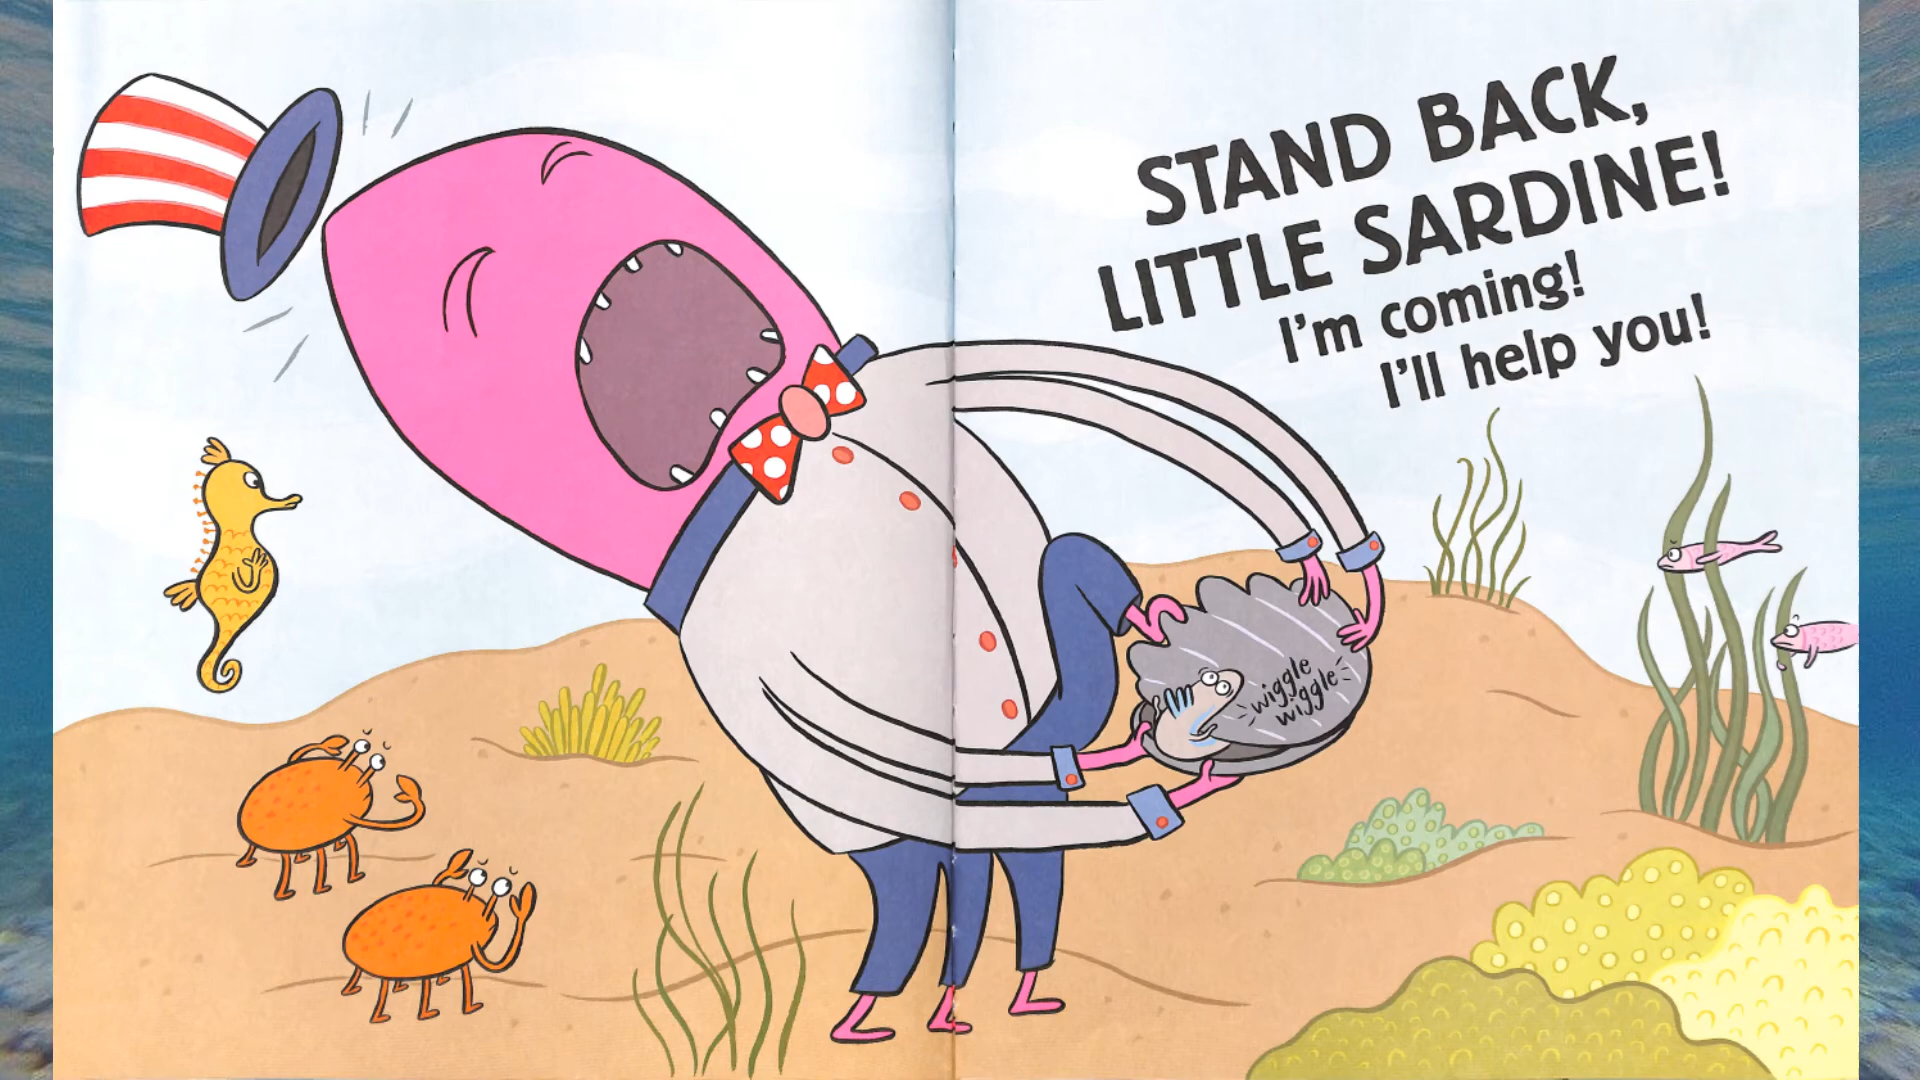 STAND BACK,
LITTLE SARDINE!
I'm coming!
I'll help you!
wiggle
wiggle